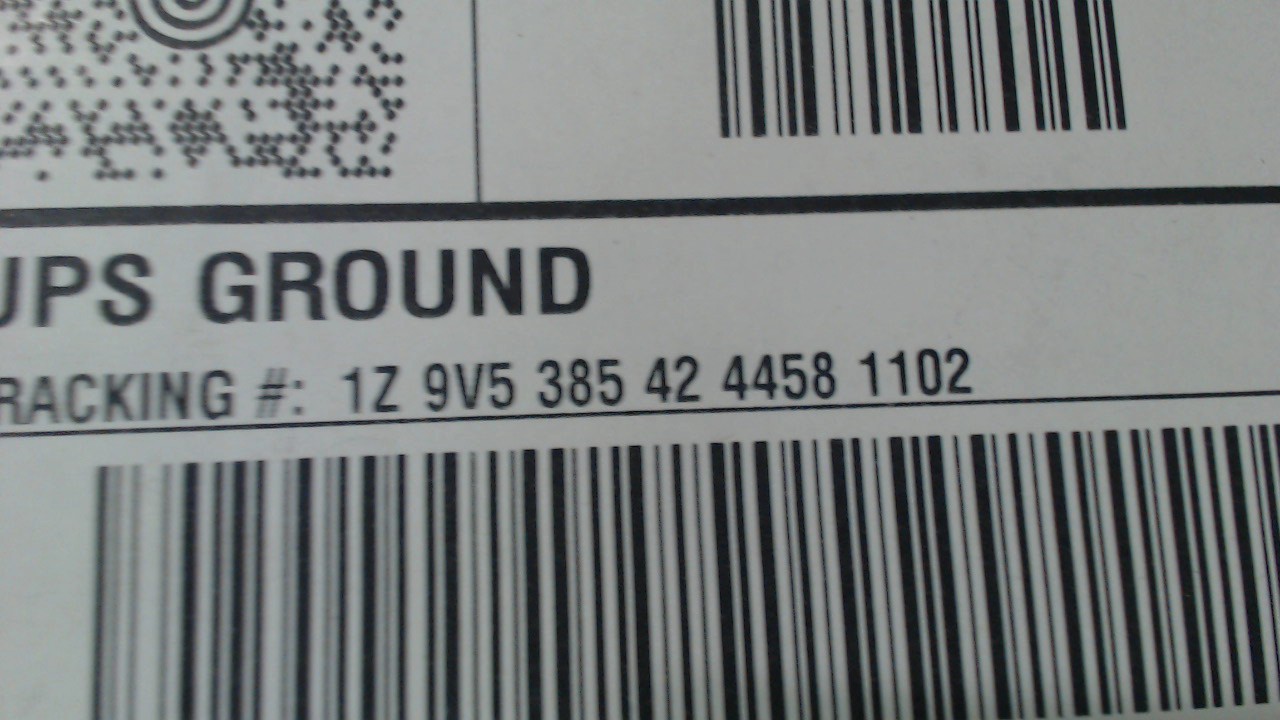 UPS GROUND
TRACKING #: 1Z 9V5 385 42 4458 1102